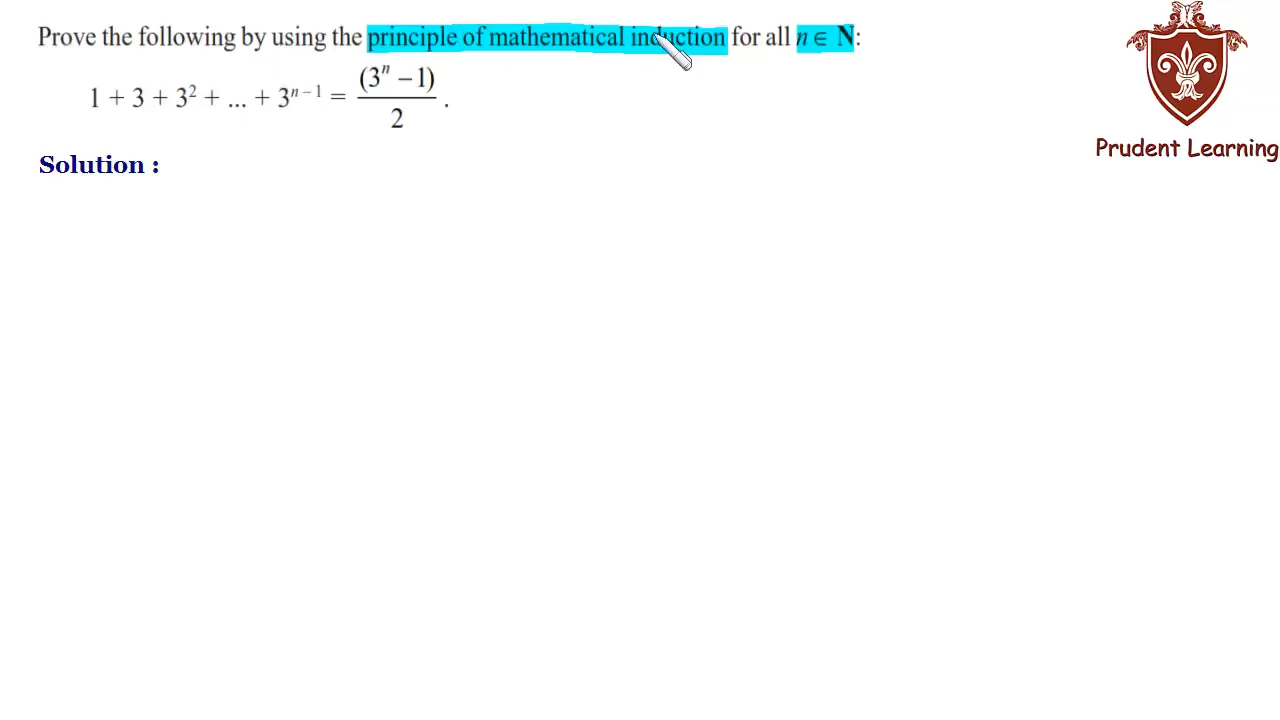 Prove the following by using the principle of mathematical induction for all n ∈ N:
1 + 3 + 3² + ... + 3ⁿ⁻¹ = (3ⁿ – 1) / 2 .
Solution :
Prudent Learning